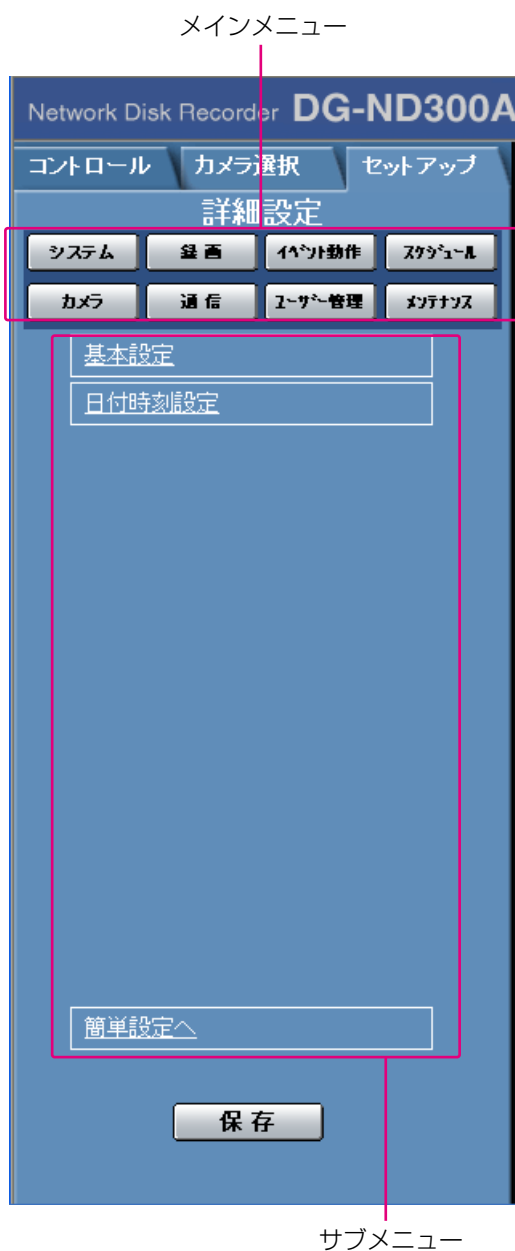 メインメニュー
Network Disk Recorder DG-ND300A
コントロール カメラ選択 セットアップ
詳細設定
システム 録画 ｲﾍﾞﾝﾄ動作 ｽｹｼﾞｭｰﾙ
カメラ 通信 ﾕｰｻﾞｰ管理 ﾒﾝﾃﾅﾝｽ
基本設定
日付時刻設定
簡単設定へ
保存
サブメニュー